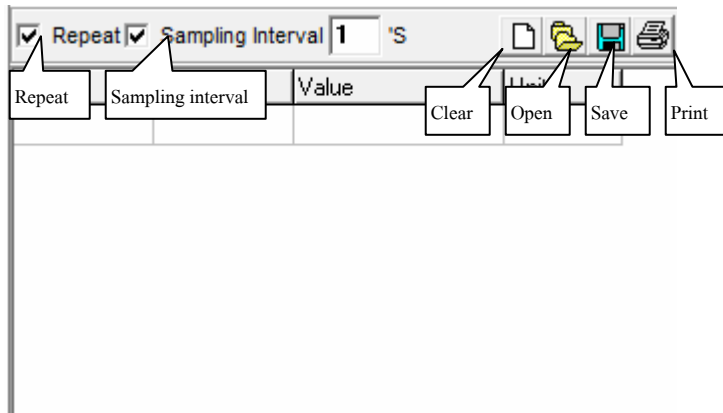 Repeat Sampling Interval 1 'S
Repeat Sampling interval Value Clear Open Save Print